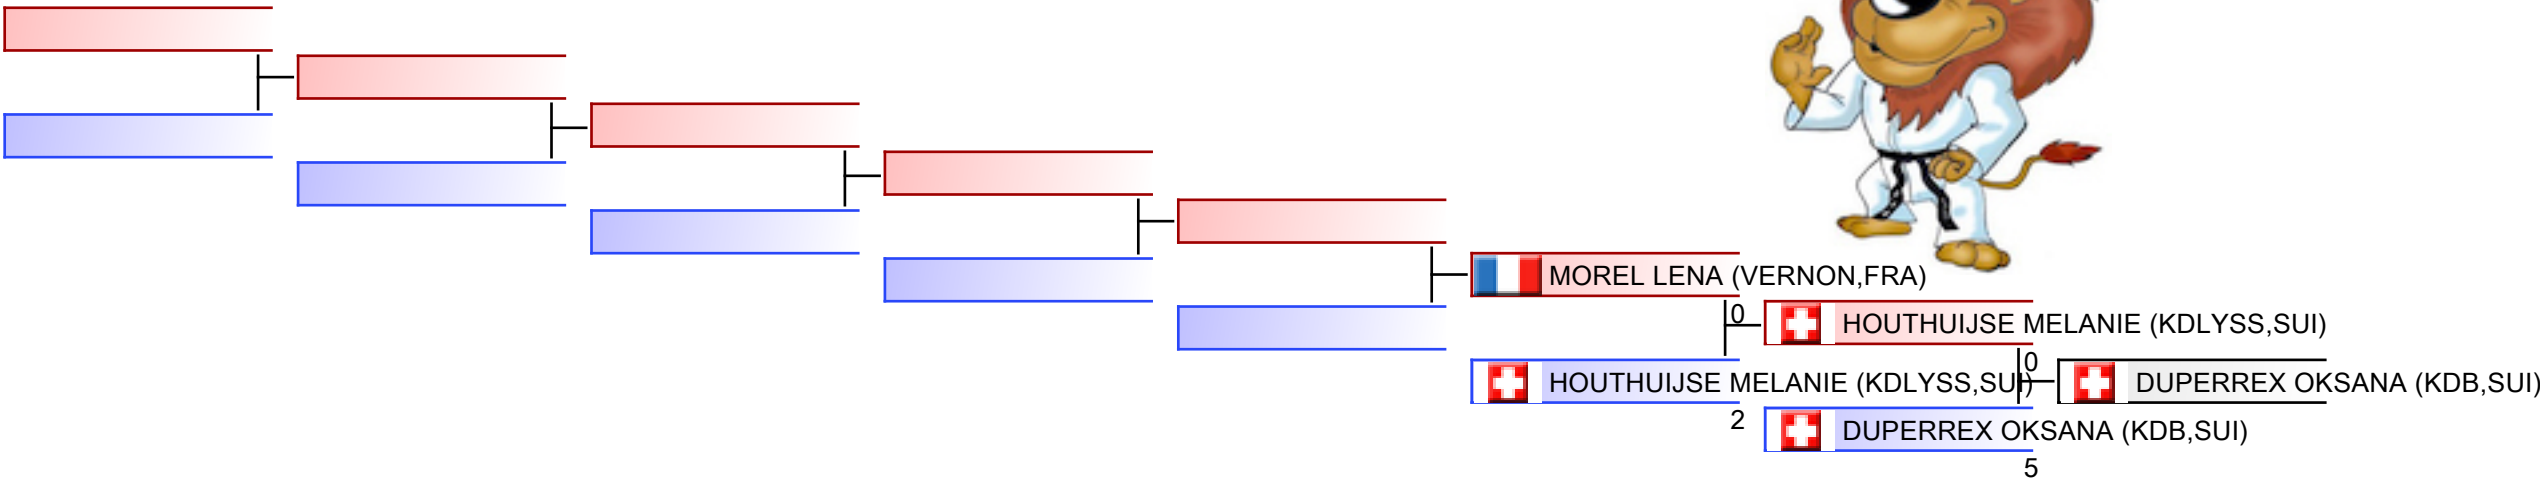 MOREL LENA (VERNON,FRA)
0
HOUTHUIJSE MELANIE (KDLYSS,SUI)
0
HOUTHUIJSE MELANIE (KDLYSS,SUI)
DUPERREX OKSANA (KDB,SUI)
2
DUPERREX OKSANA (KDB,SUI)
5